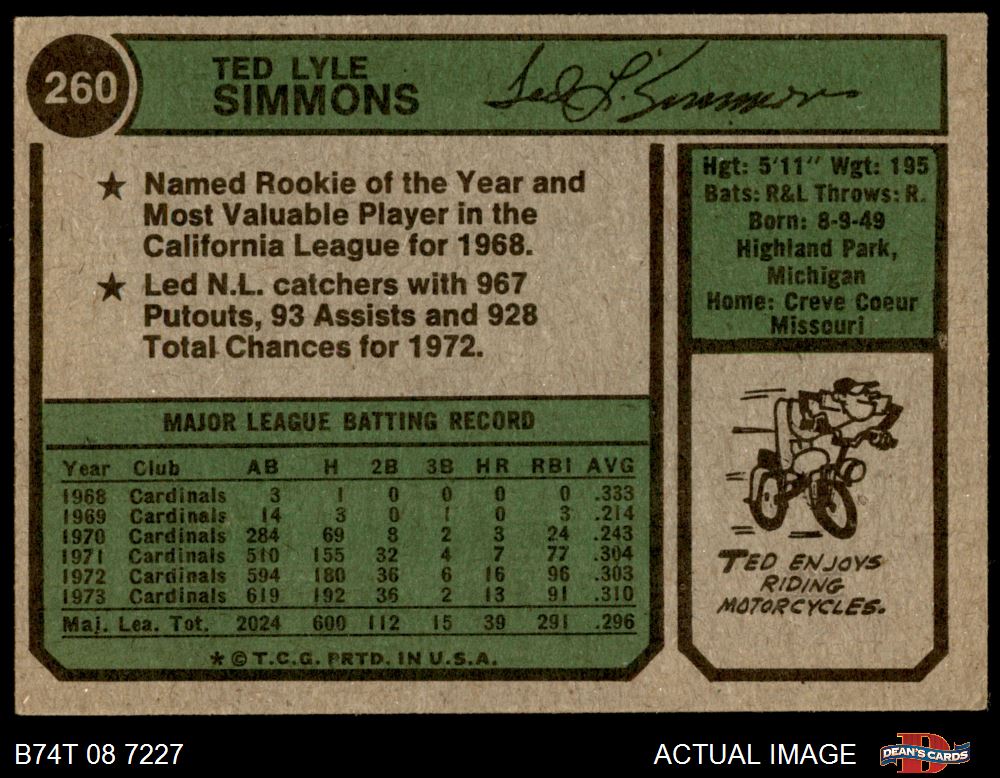 260
TED LYLE
SIMMONS
Ted L. Simmons
★ Named Rookie of the Year and
Most Valuable Player in the
California League for 1968.
★ Led N.L. catchers with 967
Putouts, 93 Assists and 928
Total Chances for 1972.
Hgt: 5'11" Wgt: 195
Bats: R&L Throws: R.
Born: 8-9-49
Highland Park,
Michigan
Home: Creve Coeur
Missouri
MAJOR LEAGUE BATTING RECORD
Year Club AB H 2B 3B HR RBI AVG
1968 Cardinals 3 1 0 0 0 0 .333
1969 Cardinals 14 3 0 1 0 3 .214
1970 Cardinals 284 69 8 2 3 24 .243
1971 Cardinals 510 155 32 4 7 77 .304
1972 Cardinals 594 180 36 6 16 96 .303
1973 Cardinals 619 192 36 2 13 91 .310
Maj. Lea. Tot. 2024 600 112 15 39 291 .296
* © T.C.G. PRTD. IN U.S.A.
TED ENJOYS
RIDING
MOTORCYCLES.
B74T 08 7227
ACTUAL IMAGE
D
DEAN'S CARDS